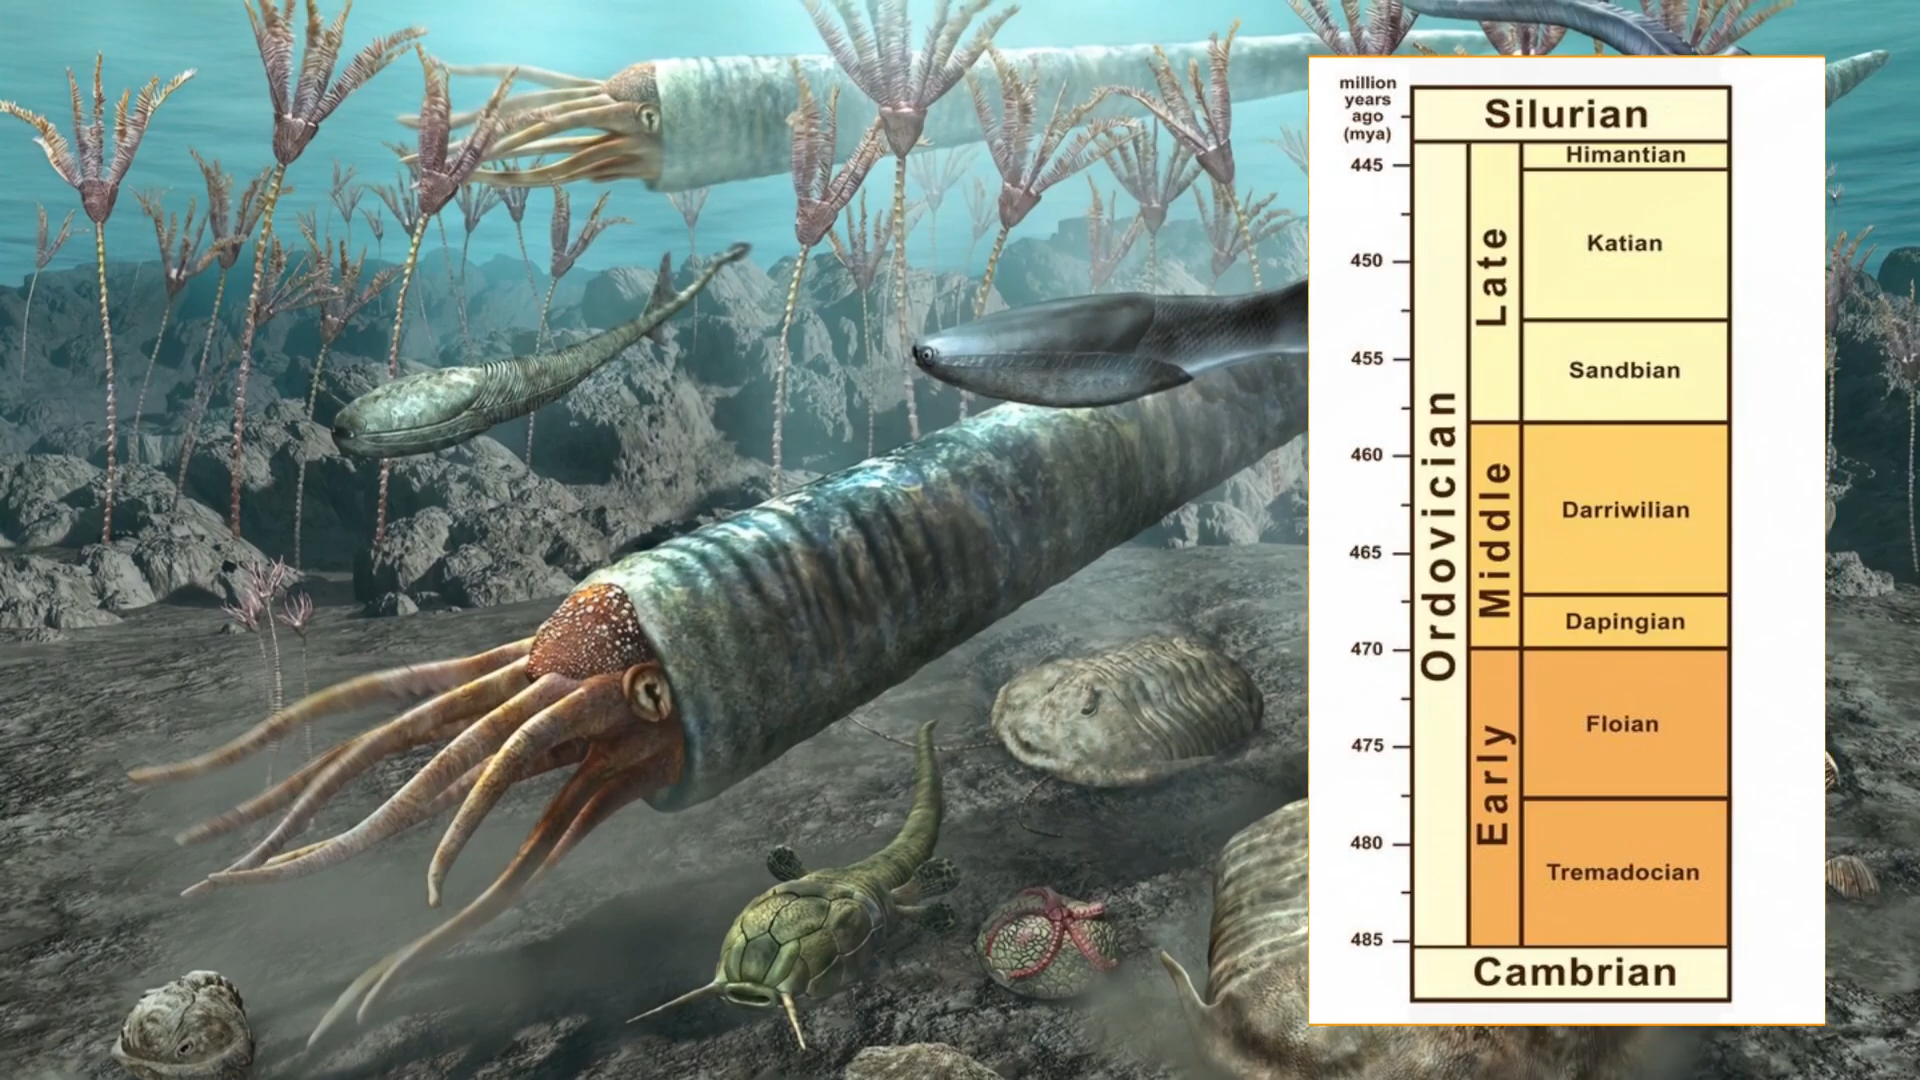 million
years
ago
(mya)
Silurian
445
Himantian
Katian
450
Late
455
Sandbian
Ordovician
460
Middle
Darriwilian
465
Dapingian
470
Early
Floian
475
480
Tremadocian
485
Cambrian